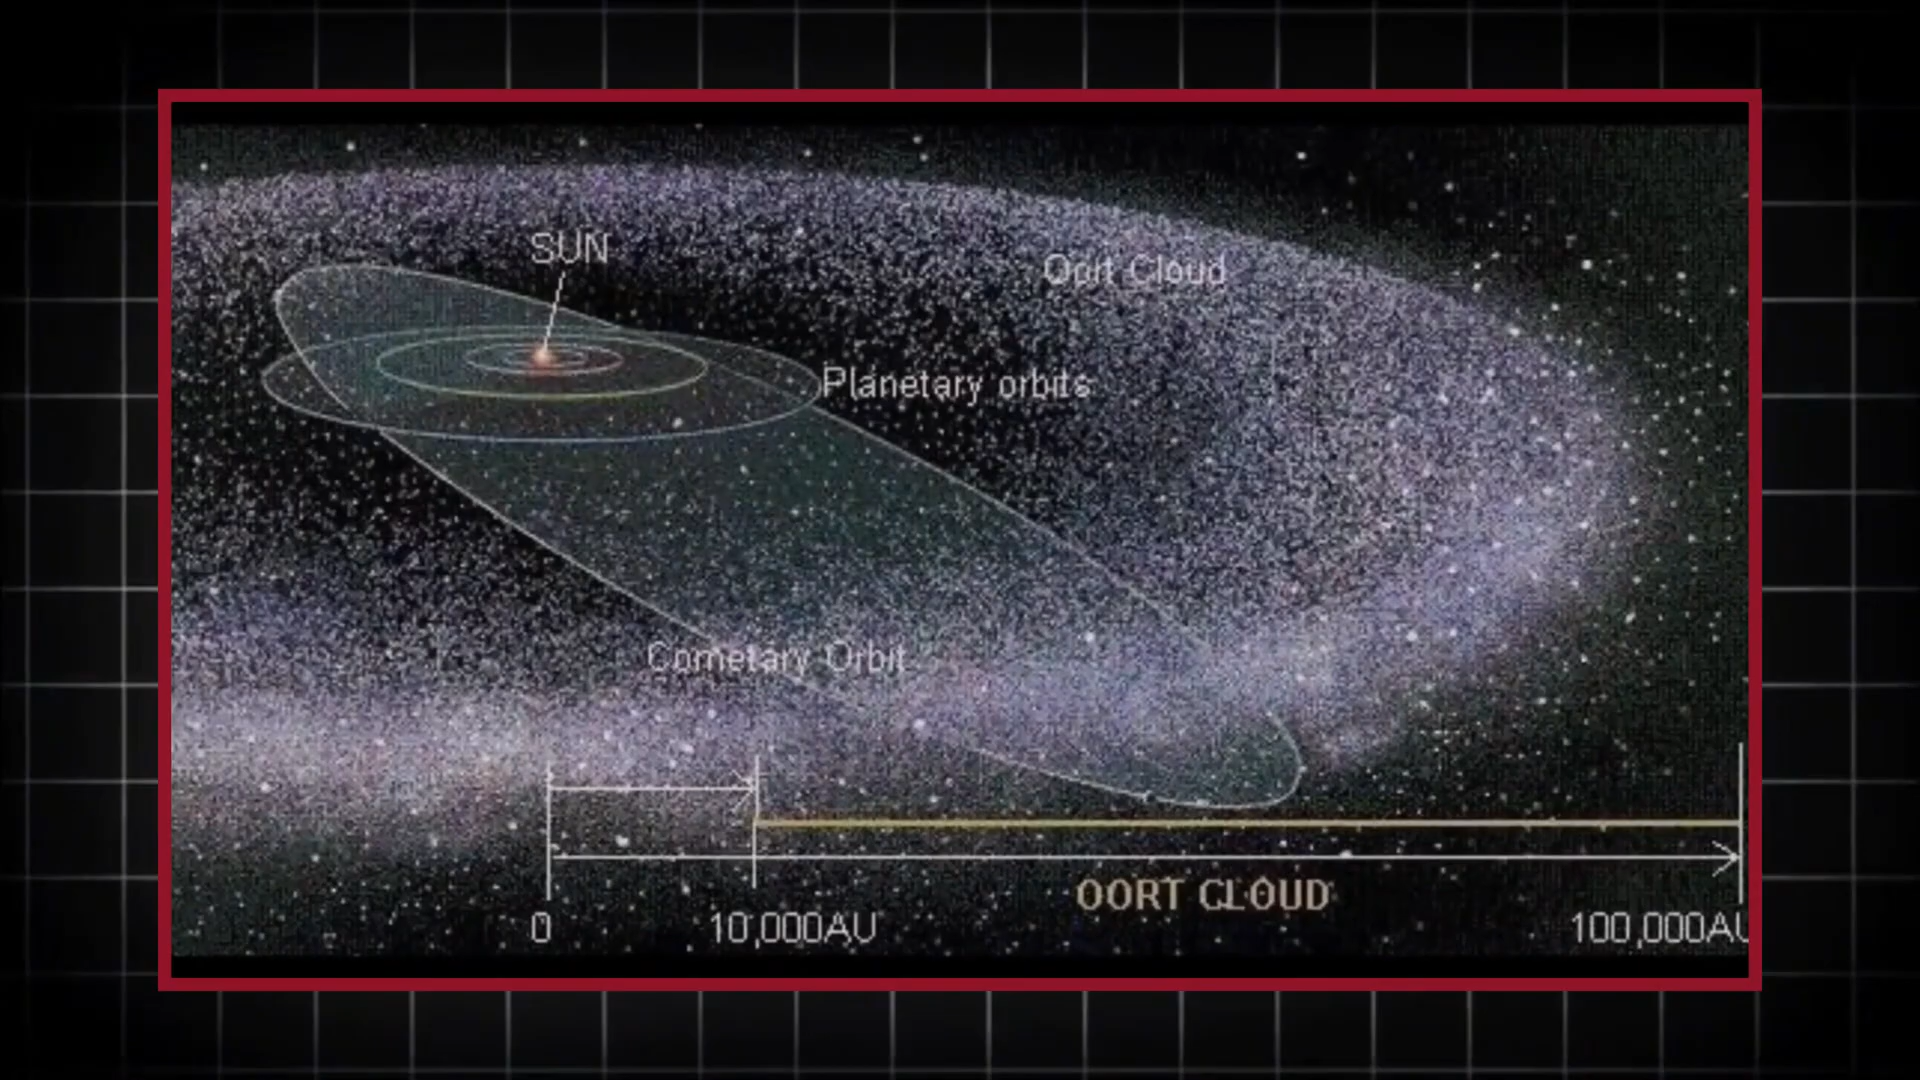 SUN
Oort Cloud
Planetary orbits
Cometary Orbit
OORT CLOUD
0
10,000AU
100,000AU